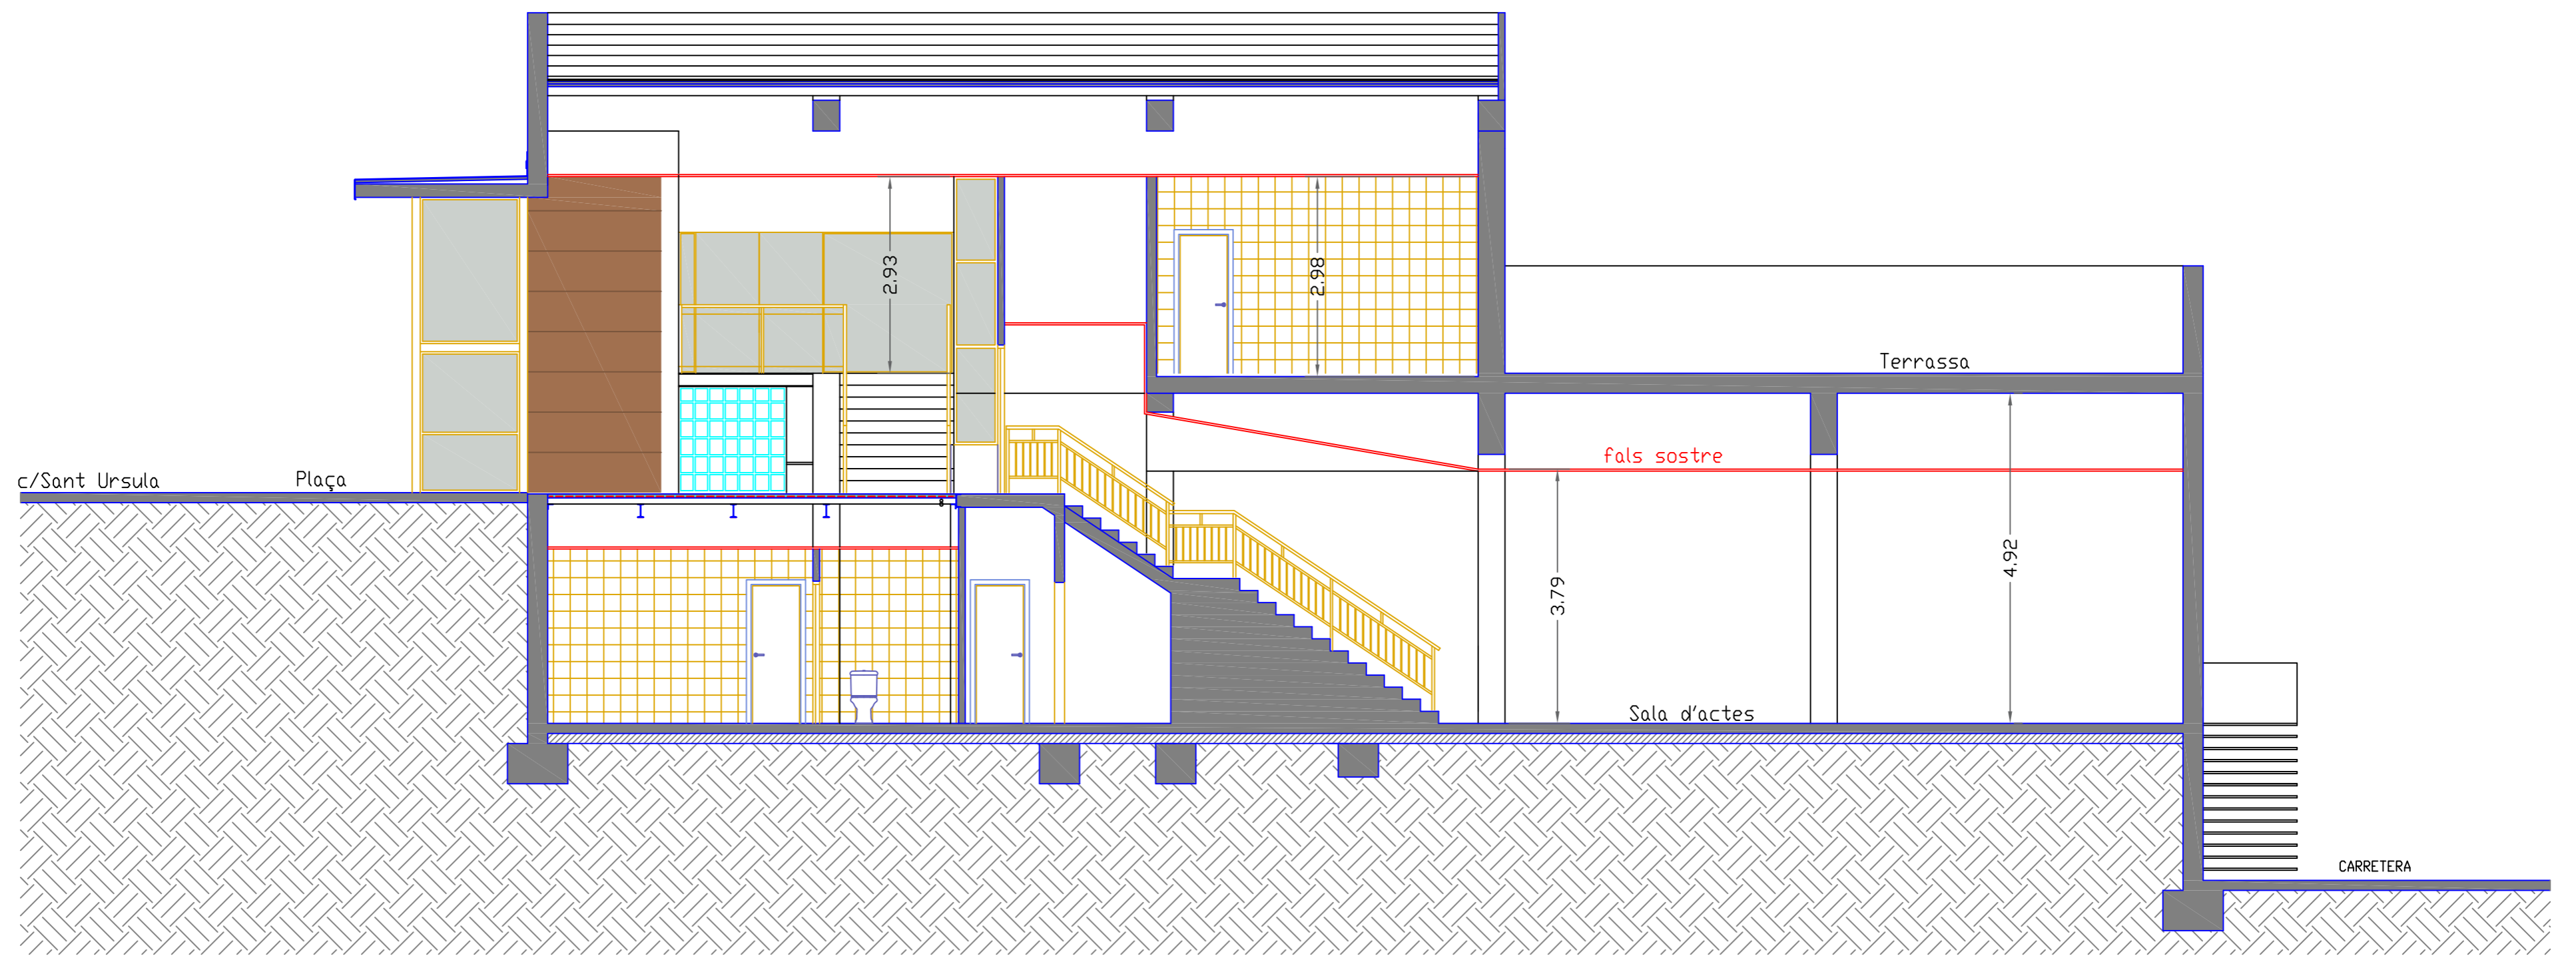 2.93
2.98
Terrassa
fals sostre
c/Sant Ursula
Plaça
4.92
3.79
Sala d'actes
CARRETERA